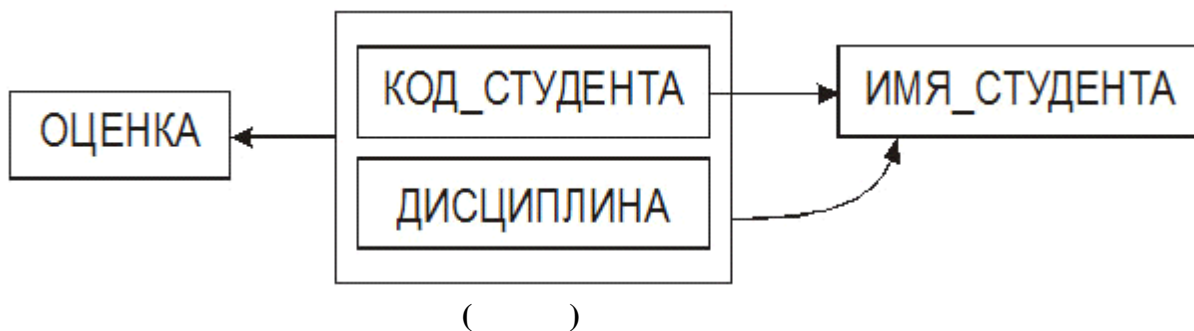 КОД_СТУДЕНТА
ИМЯ_СТУДЕНТА
ОЦЕНКА
ДИСЦИПЛИНА
( )